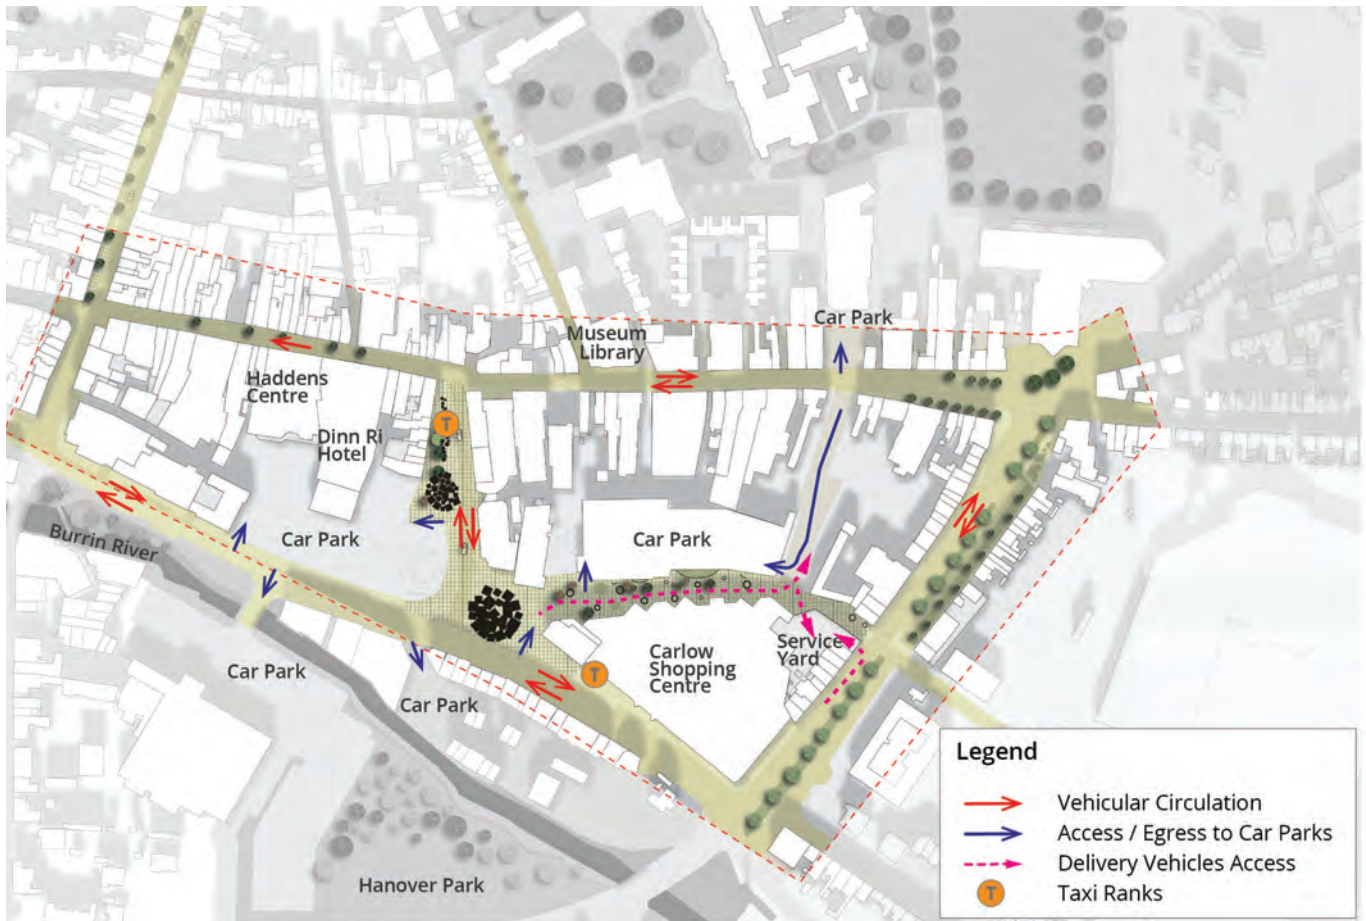 Car Park
Museum
Library
Haddens
Centre
T
Dinn Ri
Hotel
Burrin River
Car Park
Car Park
Service
Yard
Carlow
Shopping
Centre
T
Car Park
Car Park
Hanover Park
Legend
Vehicular Circulation
Access / Egress to Car Parks
Delivery Vehicles Access
T
Taxi Ranks